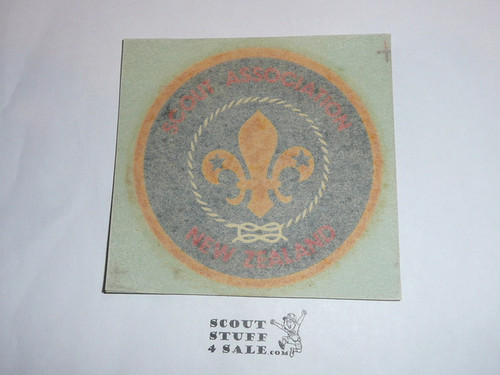 SCOUT ASSOCIATION
NEW ZEALAND
SCOUT
STUFF
4 SALE.COM